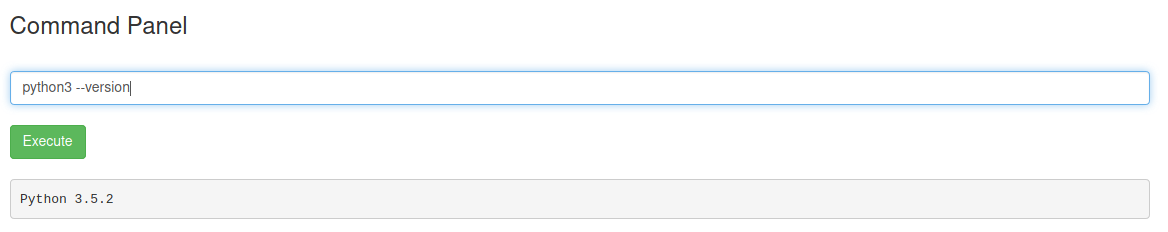 Command Panel
python3 --version
Execute
Python 3.5.2